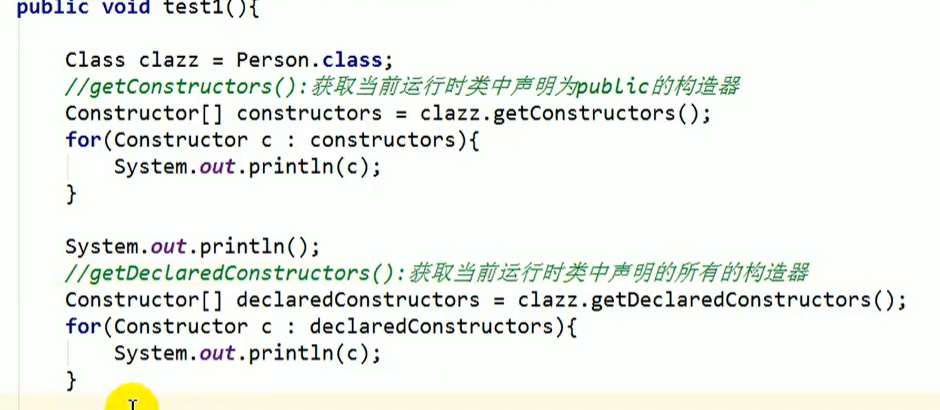 public void test1(){
Class clazz = Person.class;
//getConstructors():获取当前运行时类中声明为public的构造器
Constructor[] constructors = clazz.getConstructors();
for(Constructor c : constructors){
System.out.println(c);
}
System.out.println();
//getDeclaredConstructors():获取当前运行时类中声明的所有的构造器
Constructor[] declaredConstructors = clazz.getDeclaredConstructors();
for(Constructor c : declaredConstructors){
System.out.println(c);
}